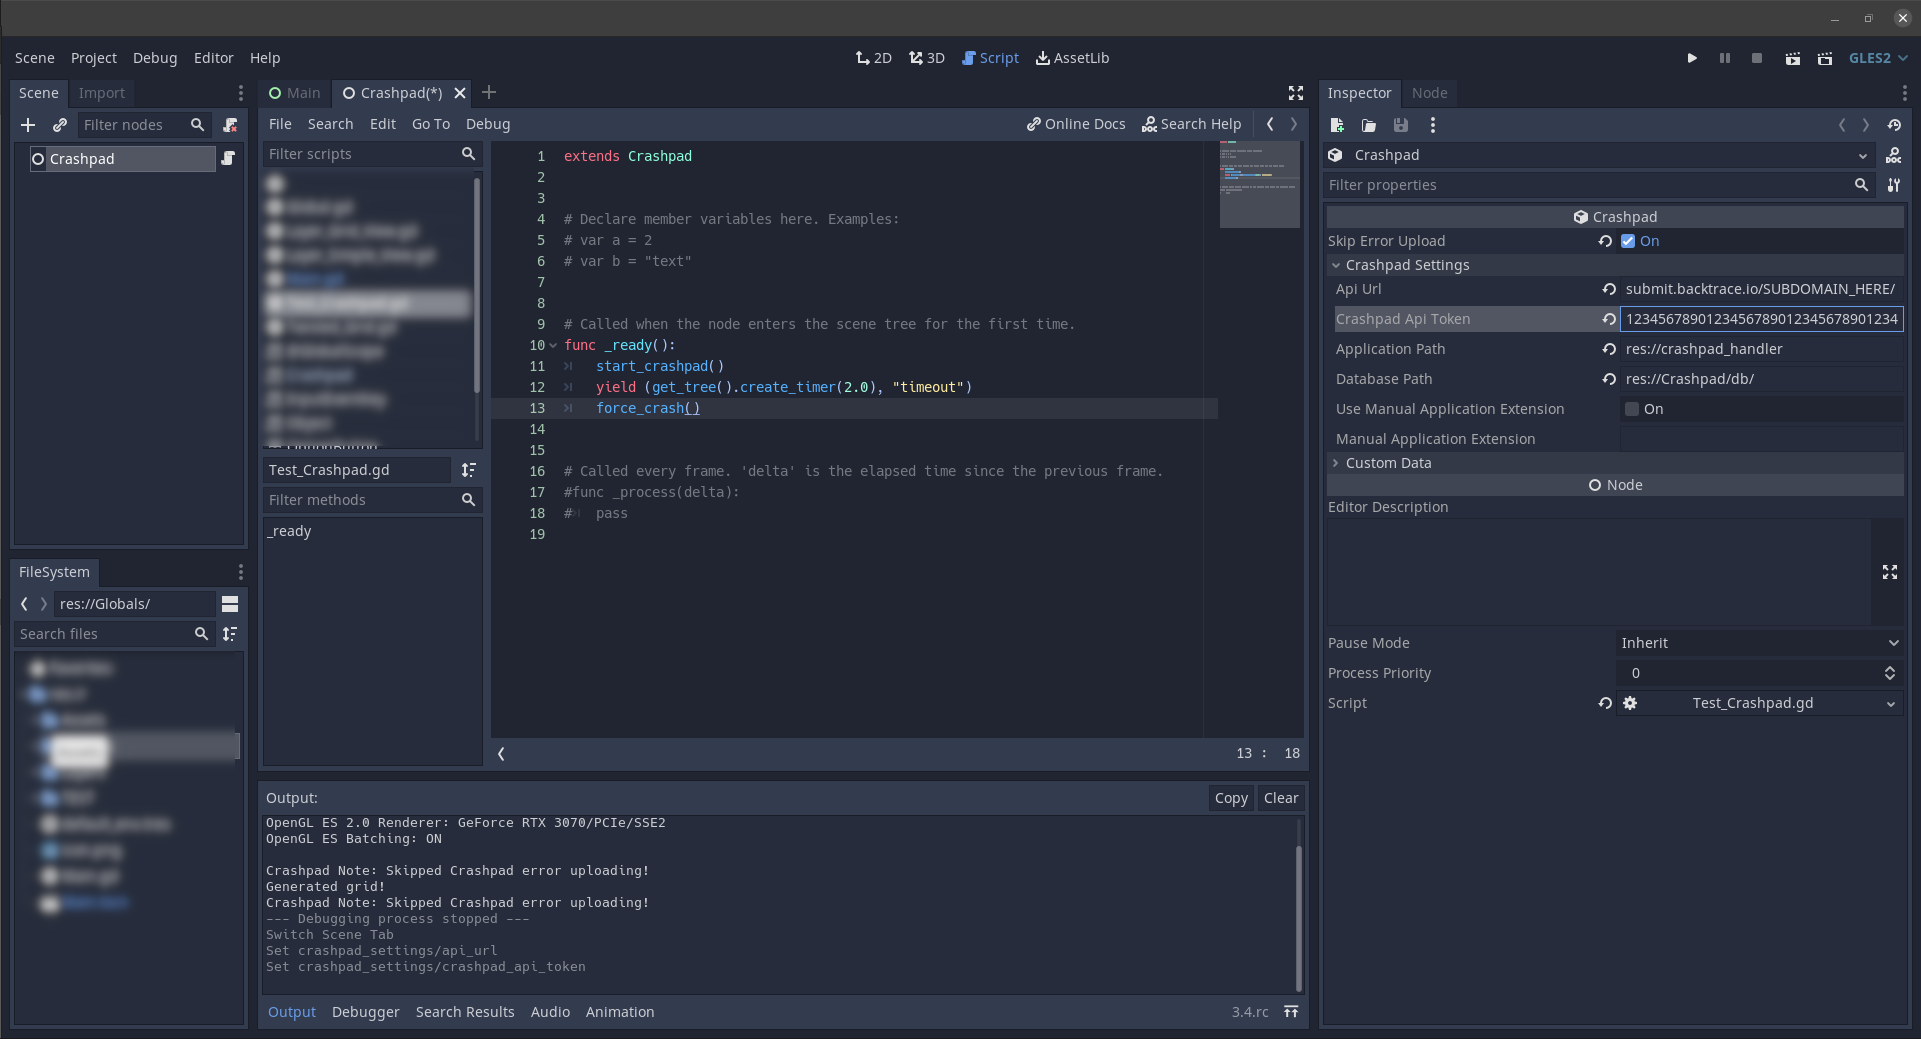 Scene Project Debug Editor Help
2D 3D Script AssetLib
GLES2
Scene Import
Filter nodes
Crashpad
FileSystem
res://Globals/
Search files
Main Crashpad(*)
File Search Edit Go To Debug
Online Docs Search Help
Filter scripts
Test_Crashpad.gd
Filter methods
_ready
1 extends Crashpad
2
3
4 # Declare member variables here. Examples:
5 # var a = 2
6 # var b = "text"
7
8
9 # Called when the node enters the scene tree for the first time.
10 func _ready():
11 start_crashpad()
12 yield (get_tree().create_timer(2.0), "timeout")
13 force_crash()
14
15
16 # Called every frame. 'delta' is the elapsed time since the previous frame.
17 #func _process(delta):
18 # pass
19
13 : 18
Output:
Copy Clear
OpenGL ES 2.0 Renderer: GeForce RTX 3070/PCIe/SSE2
OpenGL ES Batching: ON
Crashpad Note: Skipped Crashpad error uploading!
Generated grid!
Crashpad Note: Skipped Crashpad error uploading!
--- Debugging process stopped ---
Switch Scene Tab
Set crashpad_settings/api_url
Set crashpad_settings/crashpad_api_token
Output Debugger Search Results Audio Animation
3.4.rc
Inspector Node
Crashpad
Filter properties
Crashpad
Skip Error Upload On
Crashpad Settings
Api Url submit.backtrace.io/SUBDOMAIN_HERE/
Crashpad Api Token 1234567890123456789012345678901234
Application Path res://crashpad_handler
Database Path res://Crashpad/db/
Use Manual Application Extension On
Manual Application Extension
Custom Data
Node
Editor Description
Pause Mode Inherit
Process Priority 0
Script Test_Crashpad.gd